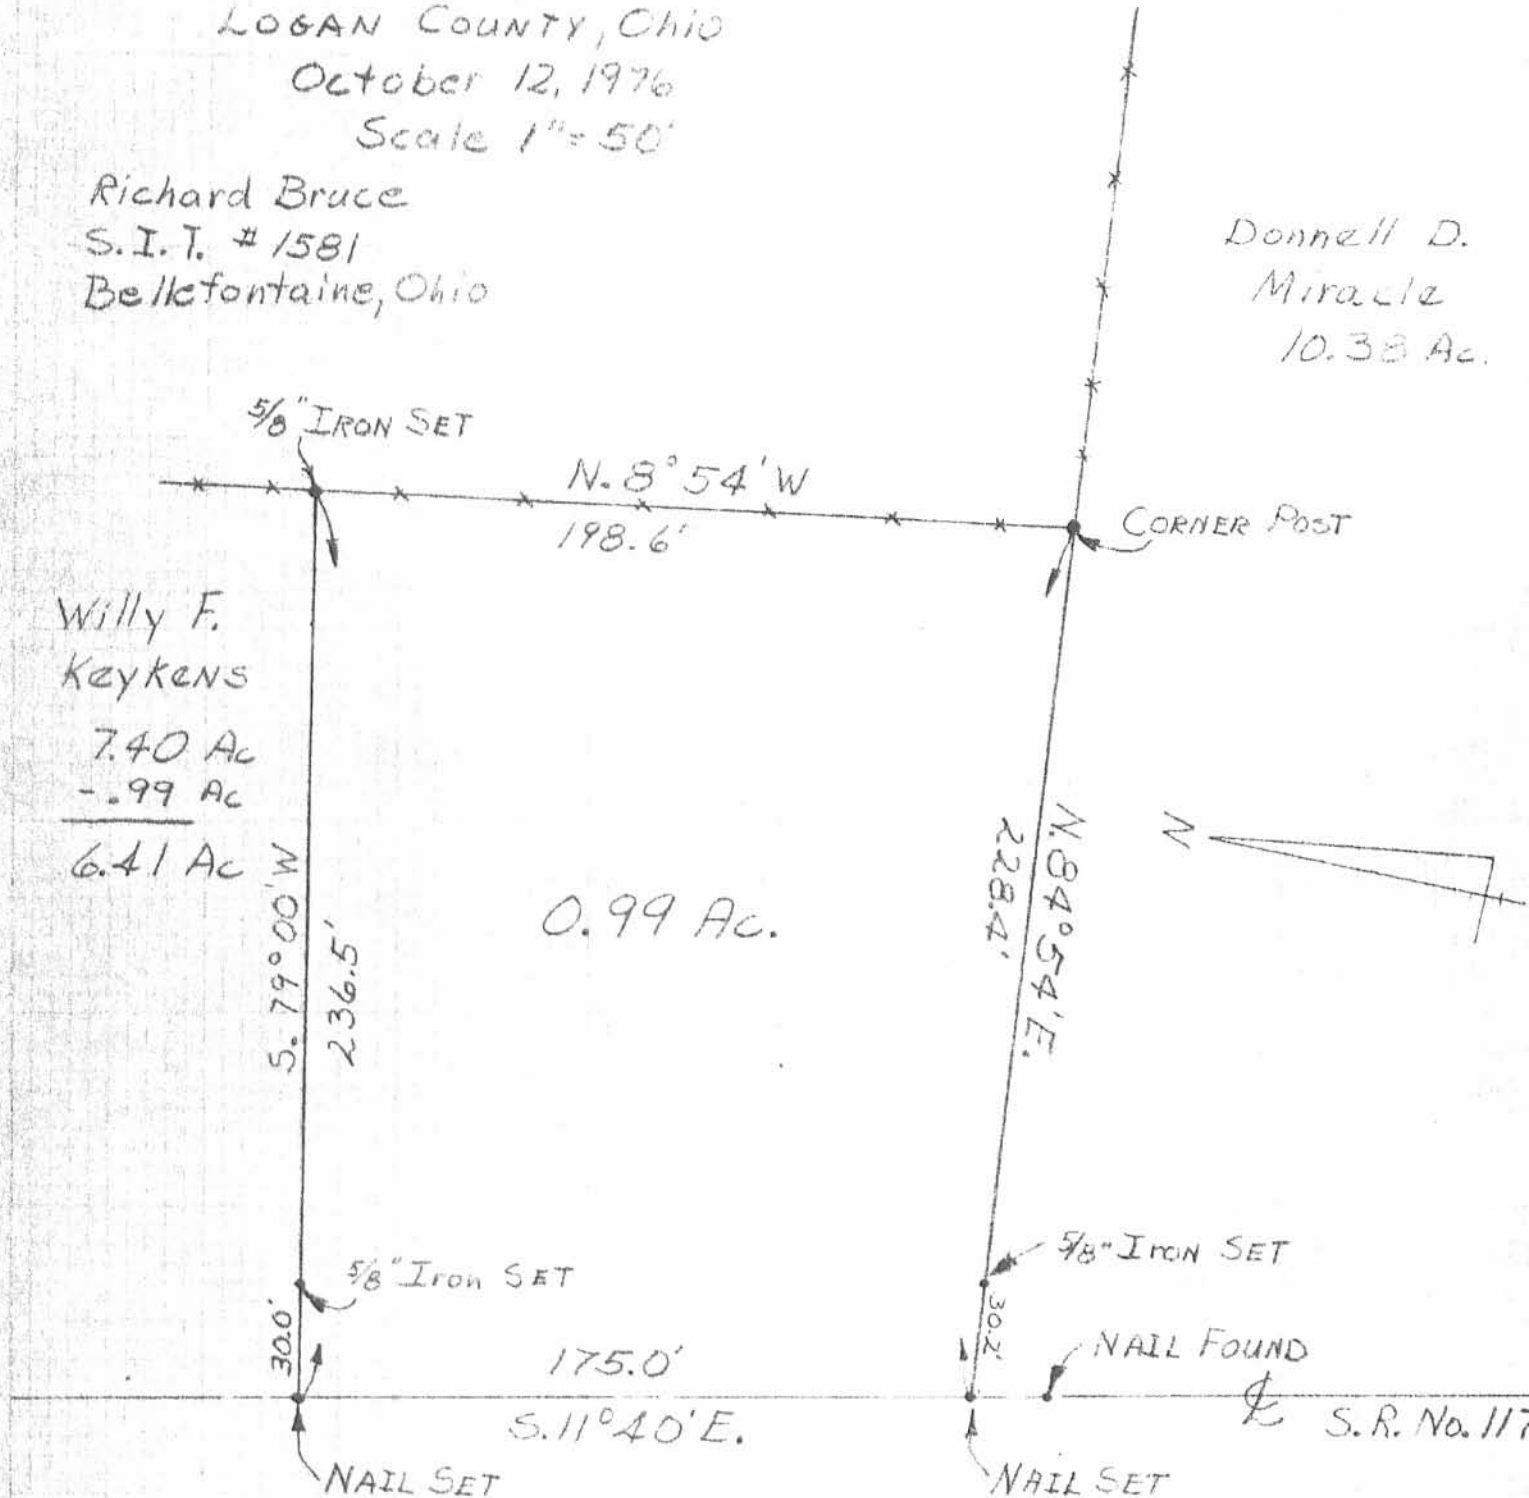 LOGAN COUNTY, Ohio
October 12, 1976
Scale 1"= 50'
Richard Bruce
S.I.T. # 1581
Bellefontaine, Ohio
Donnell D.
Miracle
10.38 Ac.
5/8" IRON SET
N. 8° 54' W
198.6'
CORNER POST
Willy F.
Keykens
7.40 Ac
-.99 Ac
6.41 Ac
S. 79° 00' W
236.5'
0.99 Ac.
N. 84° 54' E.
228.4'
N
5/8" Iron SET
30.0'
5/8" Iron SET
30.2'
NAIL FOUND
175.0'
S. 11° 40' E.
℄ S.R. No. 117
NAIL SET
NAIL SET